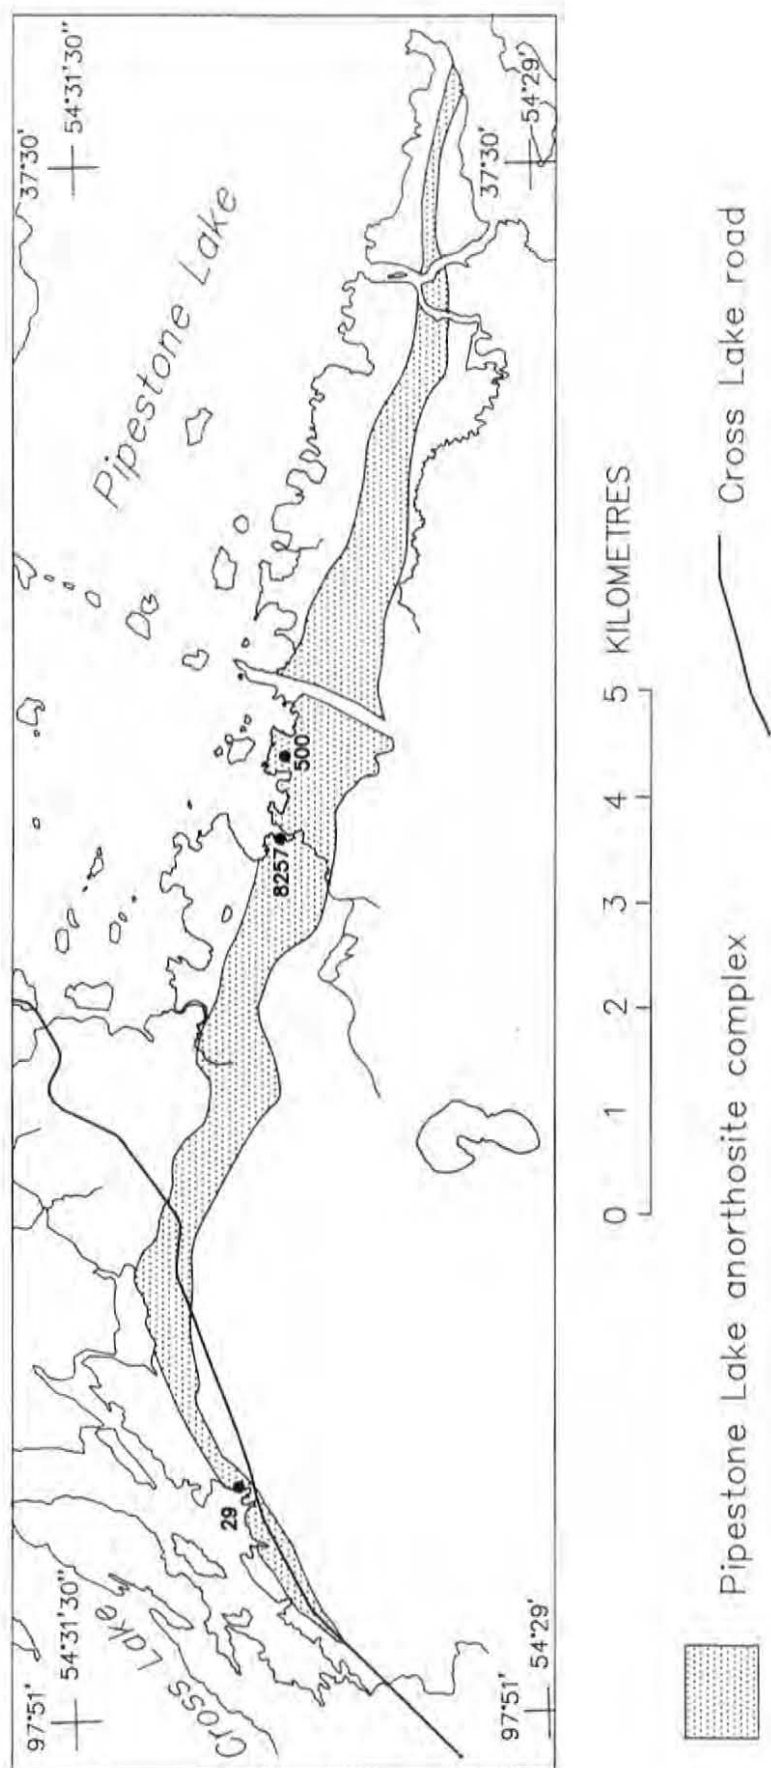 97°51'
54°31'30"
Cross Lake
97°51'
54°29'
29
8257
500
Pipestone Lake
37°30'
54°31'30"
37°30'
54°29'
0 1 2 3 4 5 KILOMETRES
Pipestone Lake anorthosite complex
Cross Lake road